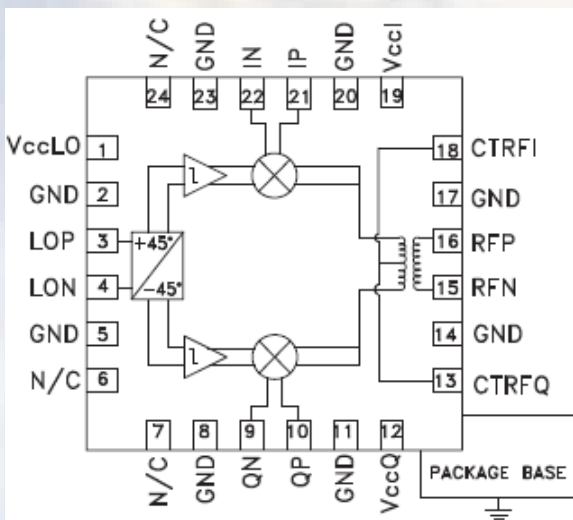 N/C GND IN IP GND VccI
24 23 22 21 20 19
VccLO 1 18 CTRFI
GND 2 17 GND
LOP 3 +45° 16 RFP
LON 4 -45° 15 RFN
GND 5 14 GND
N/C 6 13 CTRFQ
7 8 9 10 11 12
N/C GND QN QP GND VccQ
PACKAGE BASE